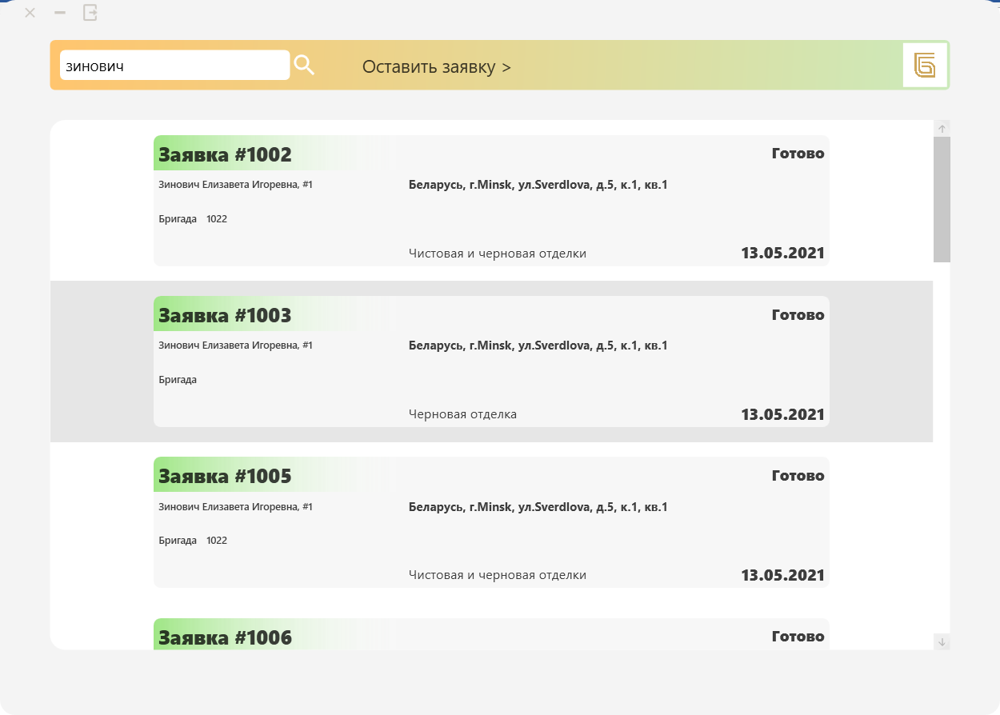 зинович
Оставить заявку >
Заявка #1002 Готово
Зинович Елизавета Игоревна, #1 Беларусь, г.Minsk, ул.Sverdlova, д.5, к.1, кв.1
Бригада 1022
Чистовая и черновая отделки 13.05.2021
Заявка #1003 Готово
Зинович Елизавета Игоревна, #1 Беларусь, г.Minsk, ул.Sverdlova, д.5, к.1, кв.1
Бригада
Черновая отделка 13.05.2021
Заявка #1005 Готово
Зинович Елизавета Игоревна, #1 Беларусь, г.Minsk, ул.Sverdlova, д.5, к.1, кв.1
Бригада 1022
Чистовая и черновая отделки 13.05.2021
Заявка #1006 Готово